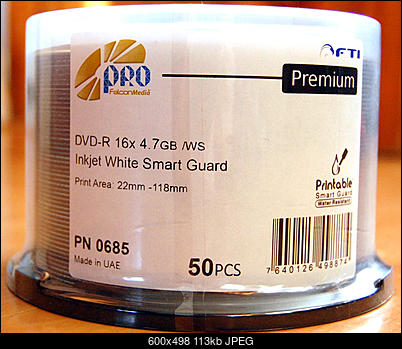 FTI
PRO
FalconMedia
Premium
DVD-R 16x 4.7GB /WS
Inkjet White Smart Guard
Print Area: 22mm -118mm
Printable
Smart Guard
Water Resistant
PN 0685
Made in UAE
50PCS
7 640126 498874
600x498 113kb JPEG